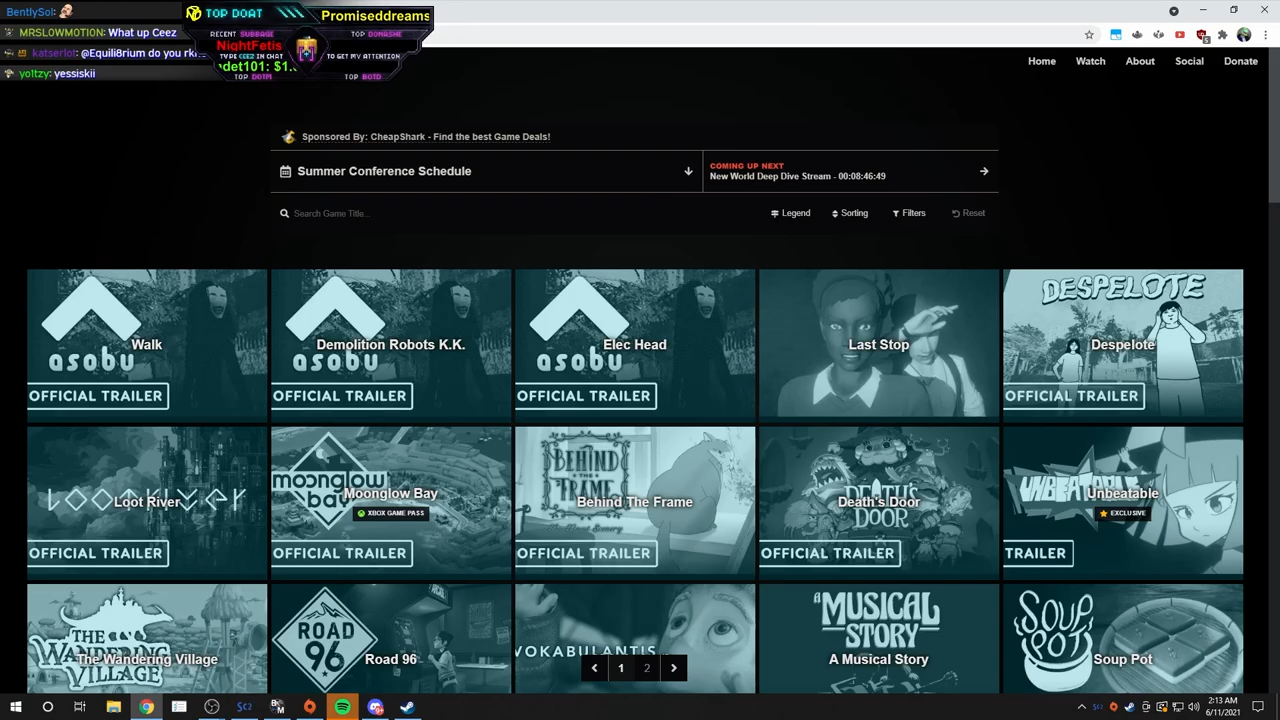 BentlySol:
MRSL0WM0TION: What up Ceez
katserlot: @Equili8rium do you rkn
yo1tzy: yessiskii
TOP DOAT
Promiseddreams
RECENT SUBBAGE
TOP DONASHE
NightFetis
TYPE CEEZ IN CHAT
TO GET MY ATTENTION
det101: $1.
TOP DOTM
TOP BOTD
Home
Watch
About
Social
Donate
Sponsored By: CheapShark - Find the best Game Deals!
Summer Conference Schedule
COMING UP NEXT
New World Deep Dive Stream - 00:08:46:49
Search Game Title...
Legend
Sorting
Filters
Reset
Walk
asobu
OFFICIAL TRAILER
Demolition Robots K.K.
asobu
OFFICIAL TRAILER
Elec Head
asobu
OFFICIAL TRAILER
Last Stop
DESPELOTE
Despelote
OFFICIAL TRAILER
Loot River
OFFICIAL TRAILER
moonglow bay
Moonglow Bay
XBOX GAME PASS
OFFICIAL TRAILER
BEHIND THE FRAME
Behind The Frame
OFFICIAL TRAILER
DEATH'S DOOR
Death's Door
OFFICIAL TRAILER
UNBEATABLE
Unbeatable
EXCLUSIVE
TRAILER
THE WANDERING VILLAGE
The Wandering Village
ROAD 96
Road 96
VOKABULANTIS
A MUSICAL STORY
A Musical Story
SOUP POT
Soup Pot
1
2
2:13 AM
6/11/2021